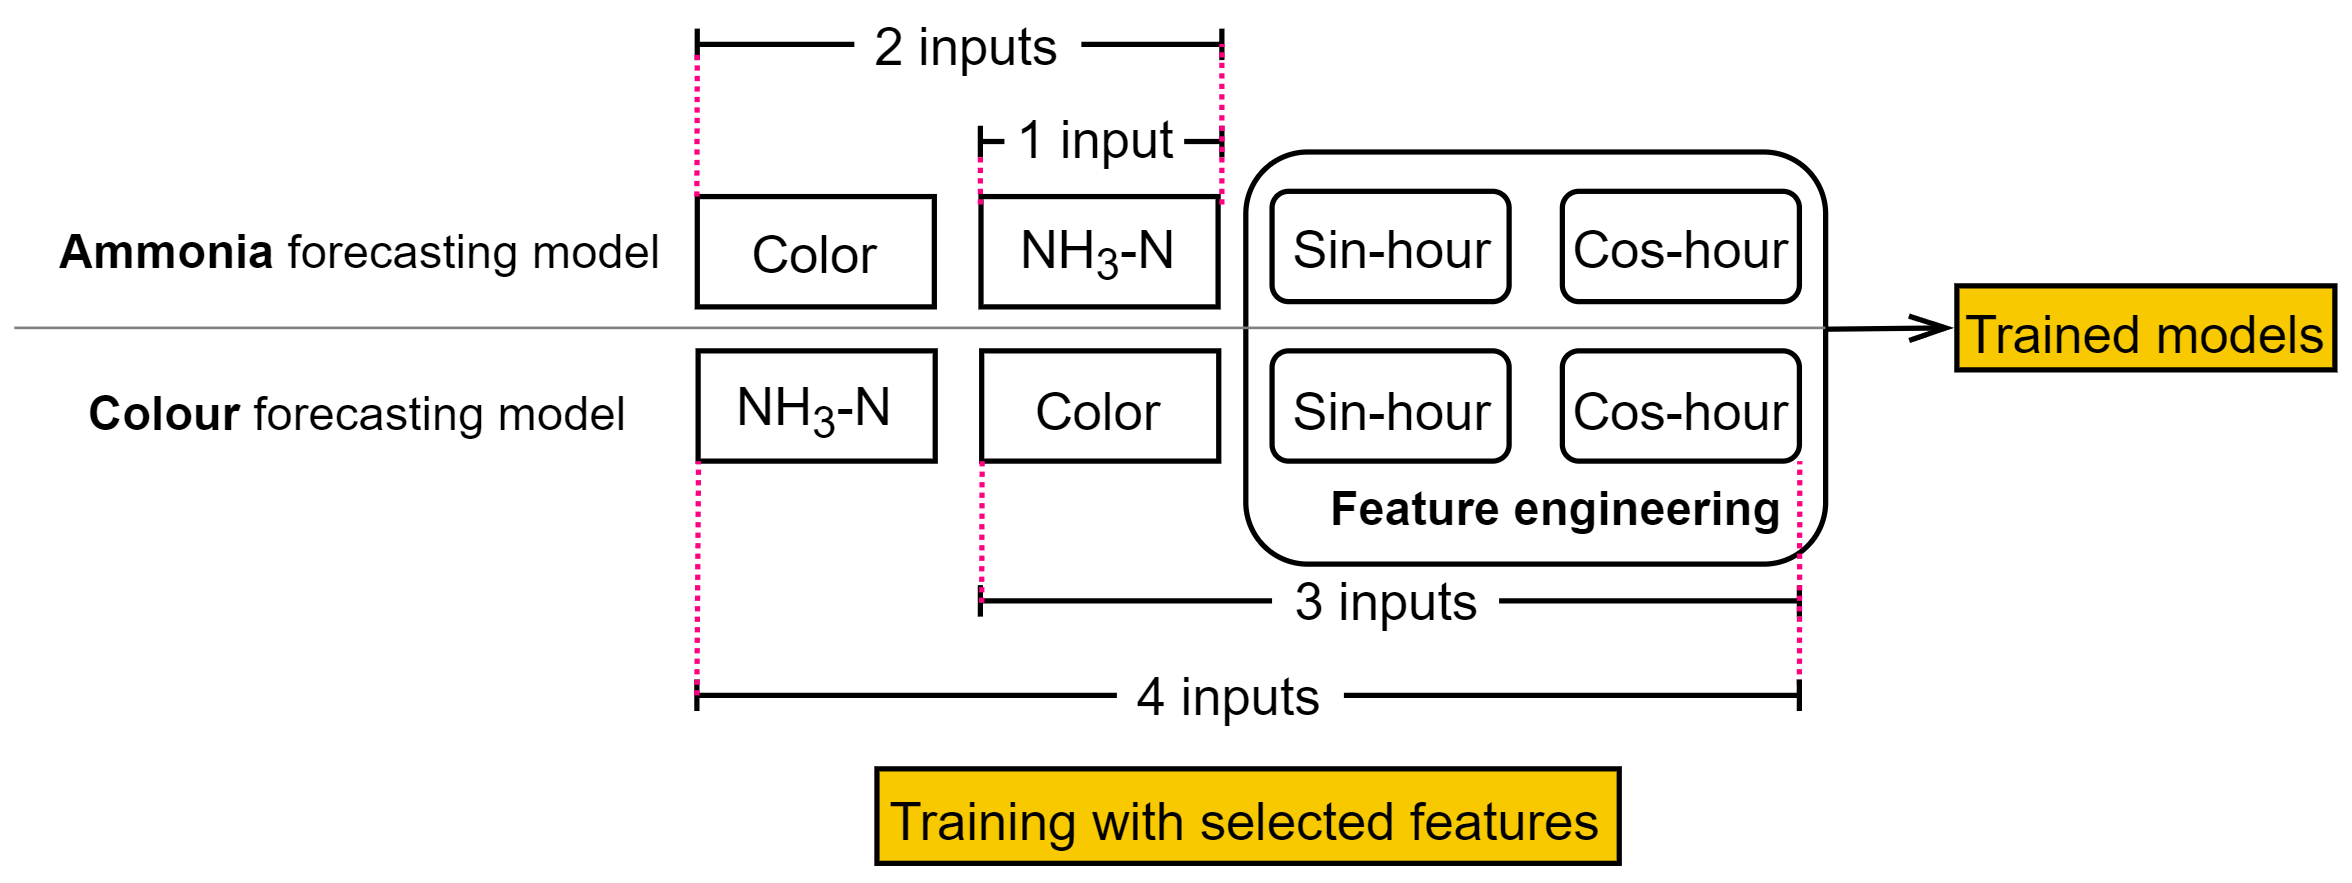 2 inputs
1 input
Ammonia forecasting model
Color
NH₃-N
Sin-hour
Cos-hour
Trained models
Colour forecasting model
NH₃-N
Color
Sin-hour
Cos-hour
Feature engineering
3 inputs
4 inputs
Training with selected features